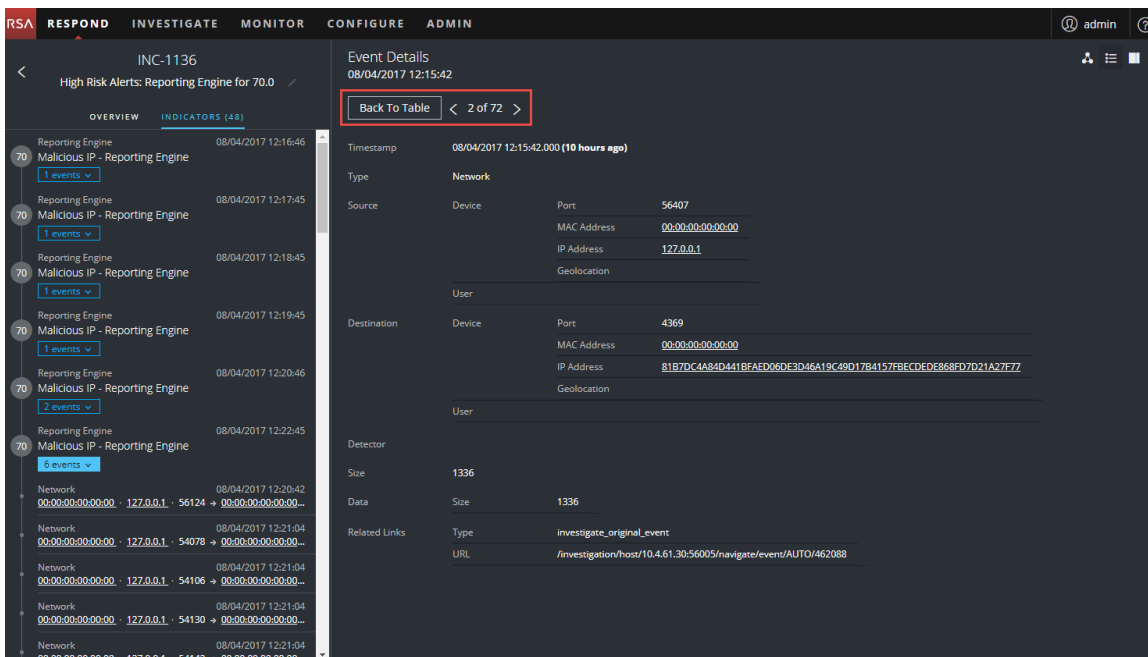 RSA RESPOND INVESTIGATE MONITOR CONFIGURE ADMIN admin
INC-1136
High Risk Alerts: Reporting Engine for 70.0
OVERVIEW INDICATORS (48)
Reporting Engine 08/04/2017 12:16:46
70 Malicious IP - Reporting Engine
1 events
Reporting Engine 08/04/2017 12:17:45
70 Malicious IP - Reporting Engine
1 events
Reporting Engine 08/04/2017 12:18:45
70 Malicious IP - Reporting Engine
1 events
Reporting Engine 08/04/2017 12:19:45
70 Malicious IP - Reporting Engine
1 events
Reporting Engine 08/04/2017 12:20:46
70 Malicious IP - Reporting Engine
2 events
Reporting Engine 08/04/2017 12:22:45
70 Malicious IP - Reporting Engine
6 events
Network 08/04/2017 12:20:42
00:00:00:00:00:00 · 127.0.0.1 · 56124 → 00:00:00:00:00:00...
Network 08/04/2017 12:21:04
00:00:00:00:00:00 · 127.0.0.1 · 54078 → 00:00:00:00:00:00...
Network 08/04/2017 12:21:04
00:00:00:00:00:00 · 127.0.0.1 · 54106 → 00:00:00:00:00:00...
Network 08/04/2017 12:21:04
00:00:00:00:00:00 · 127.0.0.1 · 54130 → 00:00:00:00:00:00...
Network 08/04/2017 12:21:04
Event Details
08/04/2017 12:15:42
Back To Table < 2 of 72 >
Timestamp 08/04/2017 12:15:42.000 (10 hours ago)
Type Network
Source Device Port 56407
MAC Address 00:00:00:00:00:00
IP Address 127.0.0.1
Geolocation
User
Destination Device Port 4369
MAC Address 00:00:00:00:00:00
IP Address 81B7DC4A84D441BFAED06DE3D46A19C49D17B4157FBECDEDE868FD7D21A27F77
Geolocation
User
Detector
Size 1336
Data Size 1336
Related Links Type investigate_original_event
URL /investigation/host/10.4.61.30:56005/navigate/event/AUTO/462088